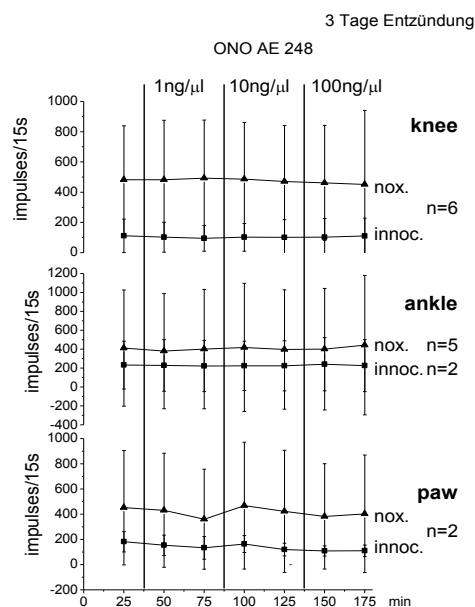 3 Tage Entzündung
ONO AE 248
1ng/µl 10ng/µl 100ng/µl
1000
800
600
400
200
0
impulses/15s
knee
nox.
n=6
innoc.
1200
1000
800
600
400
200
0
-200
-400
impulses/15s
ankle
nox. n=5
innoc. n=2
1000
800
600
400
200
0
-200
impulses/15s
paw
nox.
n=2
innoc.
0 25 50 75 100 125 150 175 min